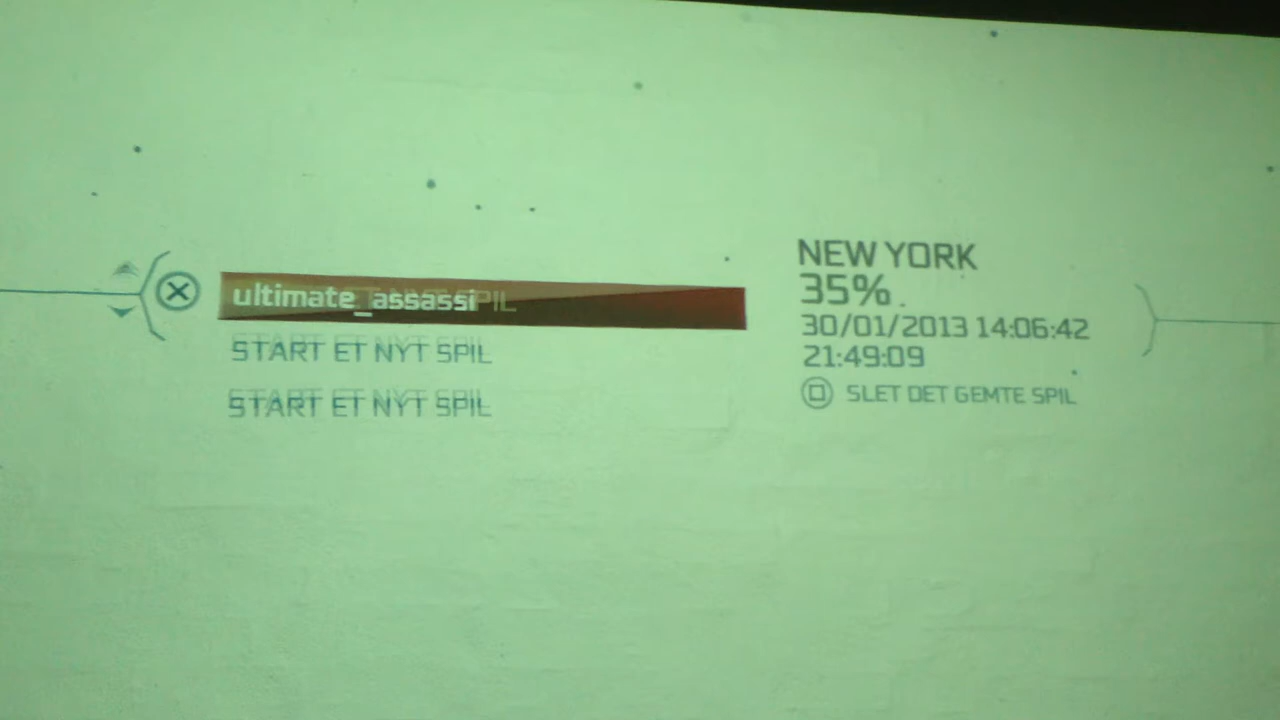 ultimate_assassi
START ET NYT SPIL
START ET NYT SPIL
NEW YORK
35%
30/01/2013 14:06:42
21:49:09
SLET DET GEMTE SPIL